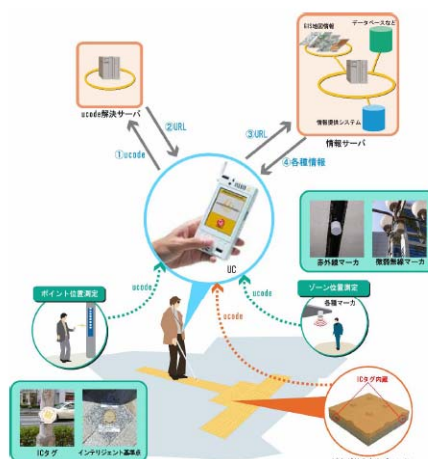 GIS地図情報
データベースなど
ucode解決サーバ
②URL
①ucode
③URL
④各種情報
情報提供システム
情報サーバ
UC
赤外線マーカ
微弱無線マーカ
ポイント位置測定
ucode
ucode
ucode
ゾーン位置測定
各種マーカ
ICタグ
インテリジェント基準点
ICタグ内蔵